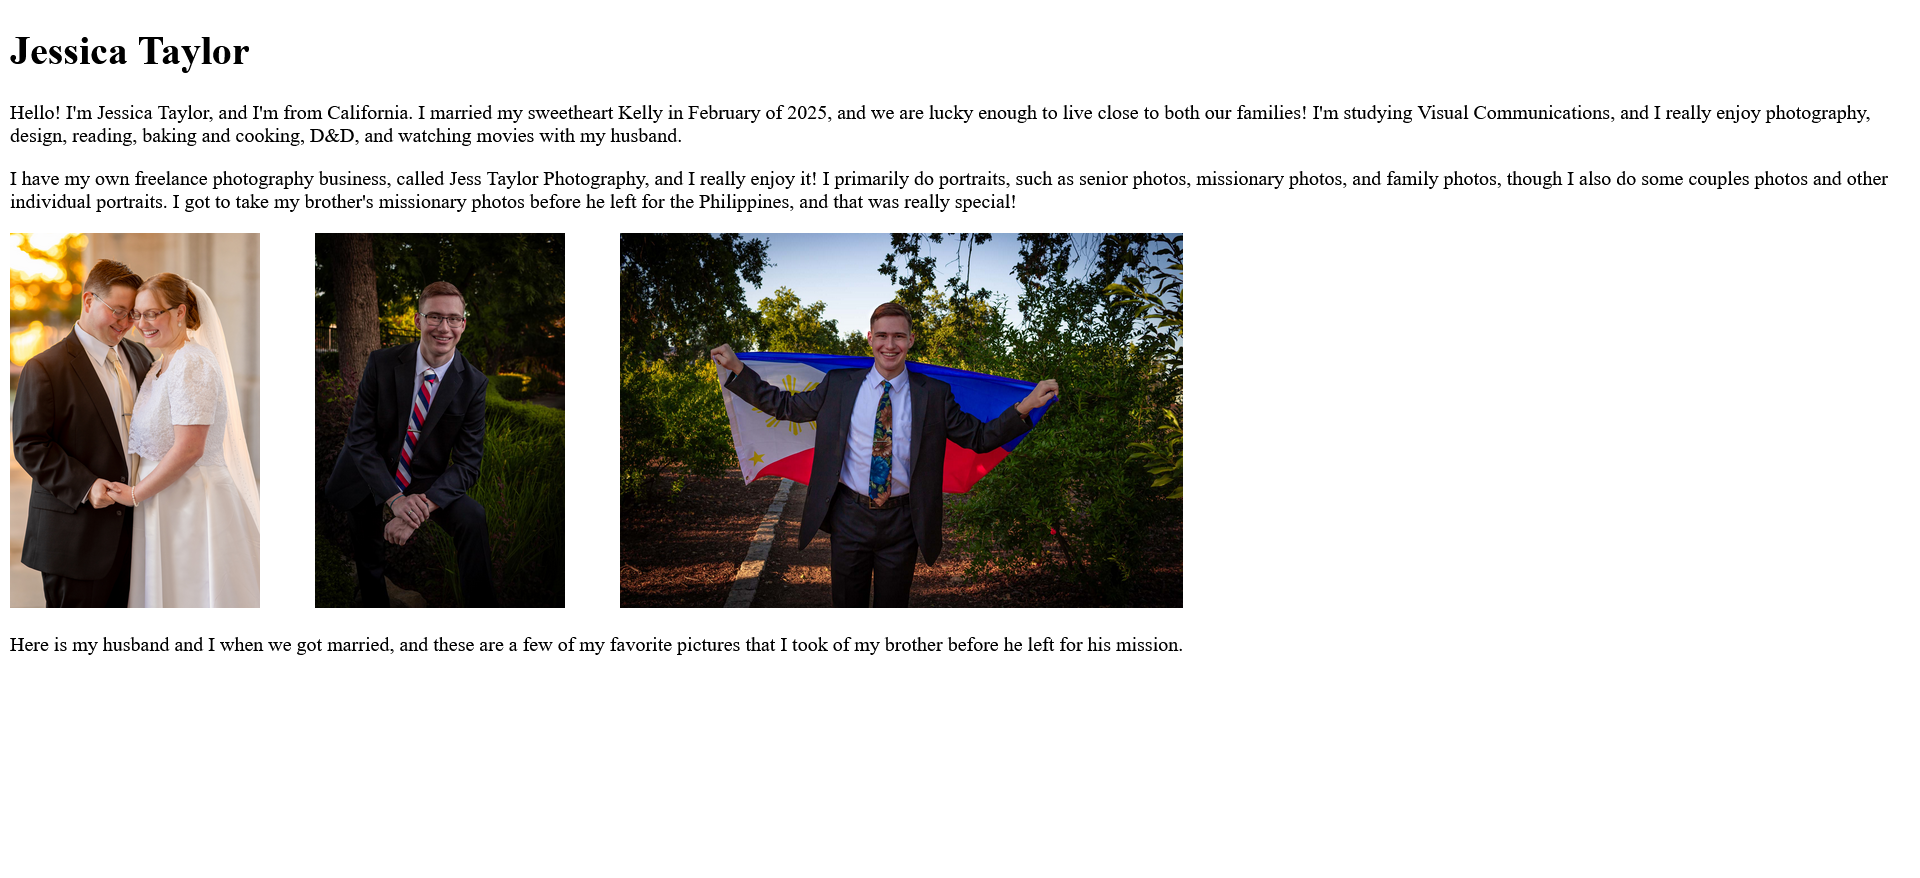 Jessica Taylor
Hello! I'm Jessica Taylor, and I'm from California. I married my sweetheart Kelly in February of 2025, and we are lucky enough to live close to both our families! I'm studying Visual Communications, and I really enjoy photography,
design, reading, baking and cooking, D&D, and watching movies with my husband.
I have my own freelance photography business, called Jess Taylor Photography, and I really enjoy it! I primarily do portraits, such as senior photos, missionary photos, and family photos, though I also do some couples photos and other
individual portraits. I got to take my brother's missionary photos before he left for the Philippines, and that was really special!
Here is my husband and I when we got married, and these are a few of my favorite pictures that I took of my brother before he left for his mission.